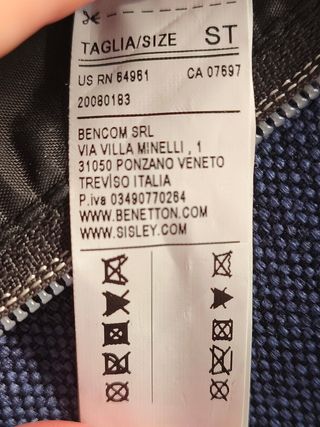 TAGLIA/SIZE ST
US RN 64961 CA 07697
20080183
BENCOM SRL
VIA VILLA MINELLI , 1
31050 PONZANO VENETO
TREVISO ITALIA
P.iva 03490770264
WWW.BENETTON.COM
WWW.SISLEY.COM